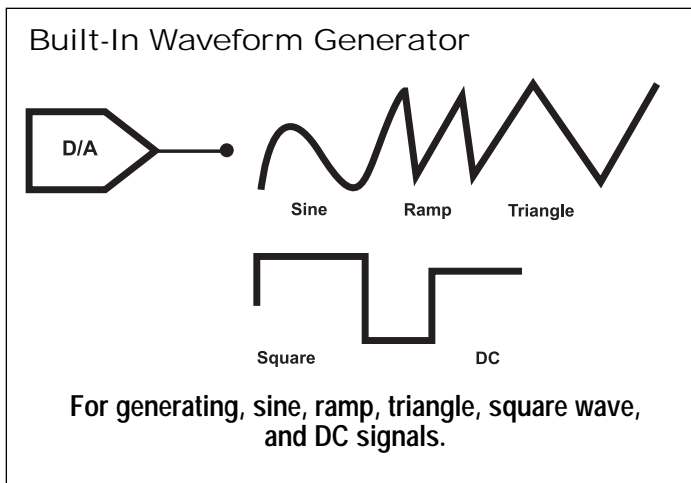 Built-In Waveform Generator
D/A
Sine Ramp Triangle
Square DC
For generating, sine, ramp, triangle, square wave,
and DC signals.